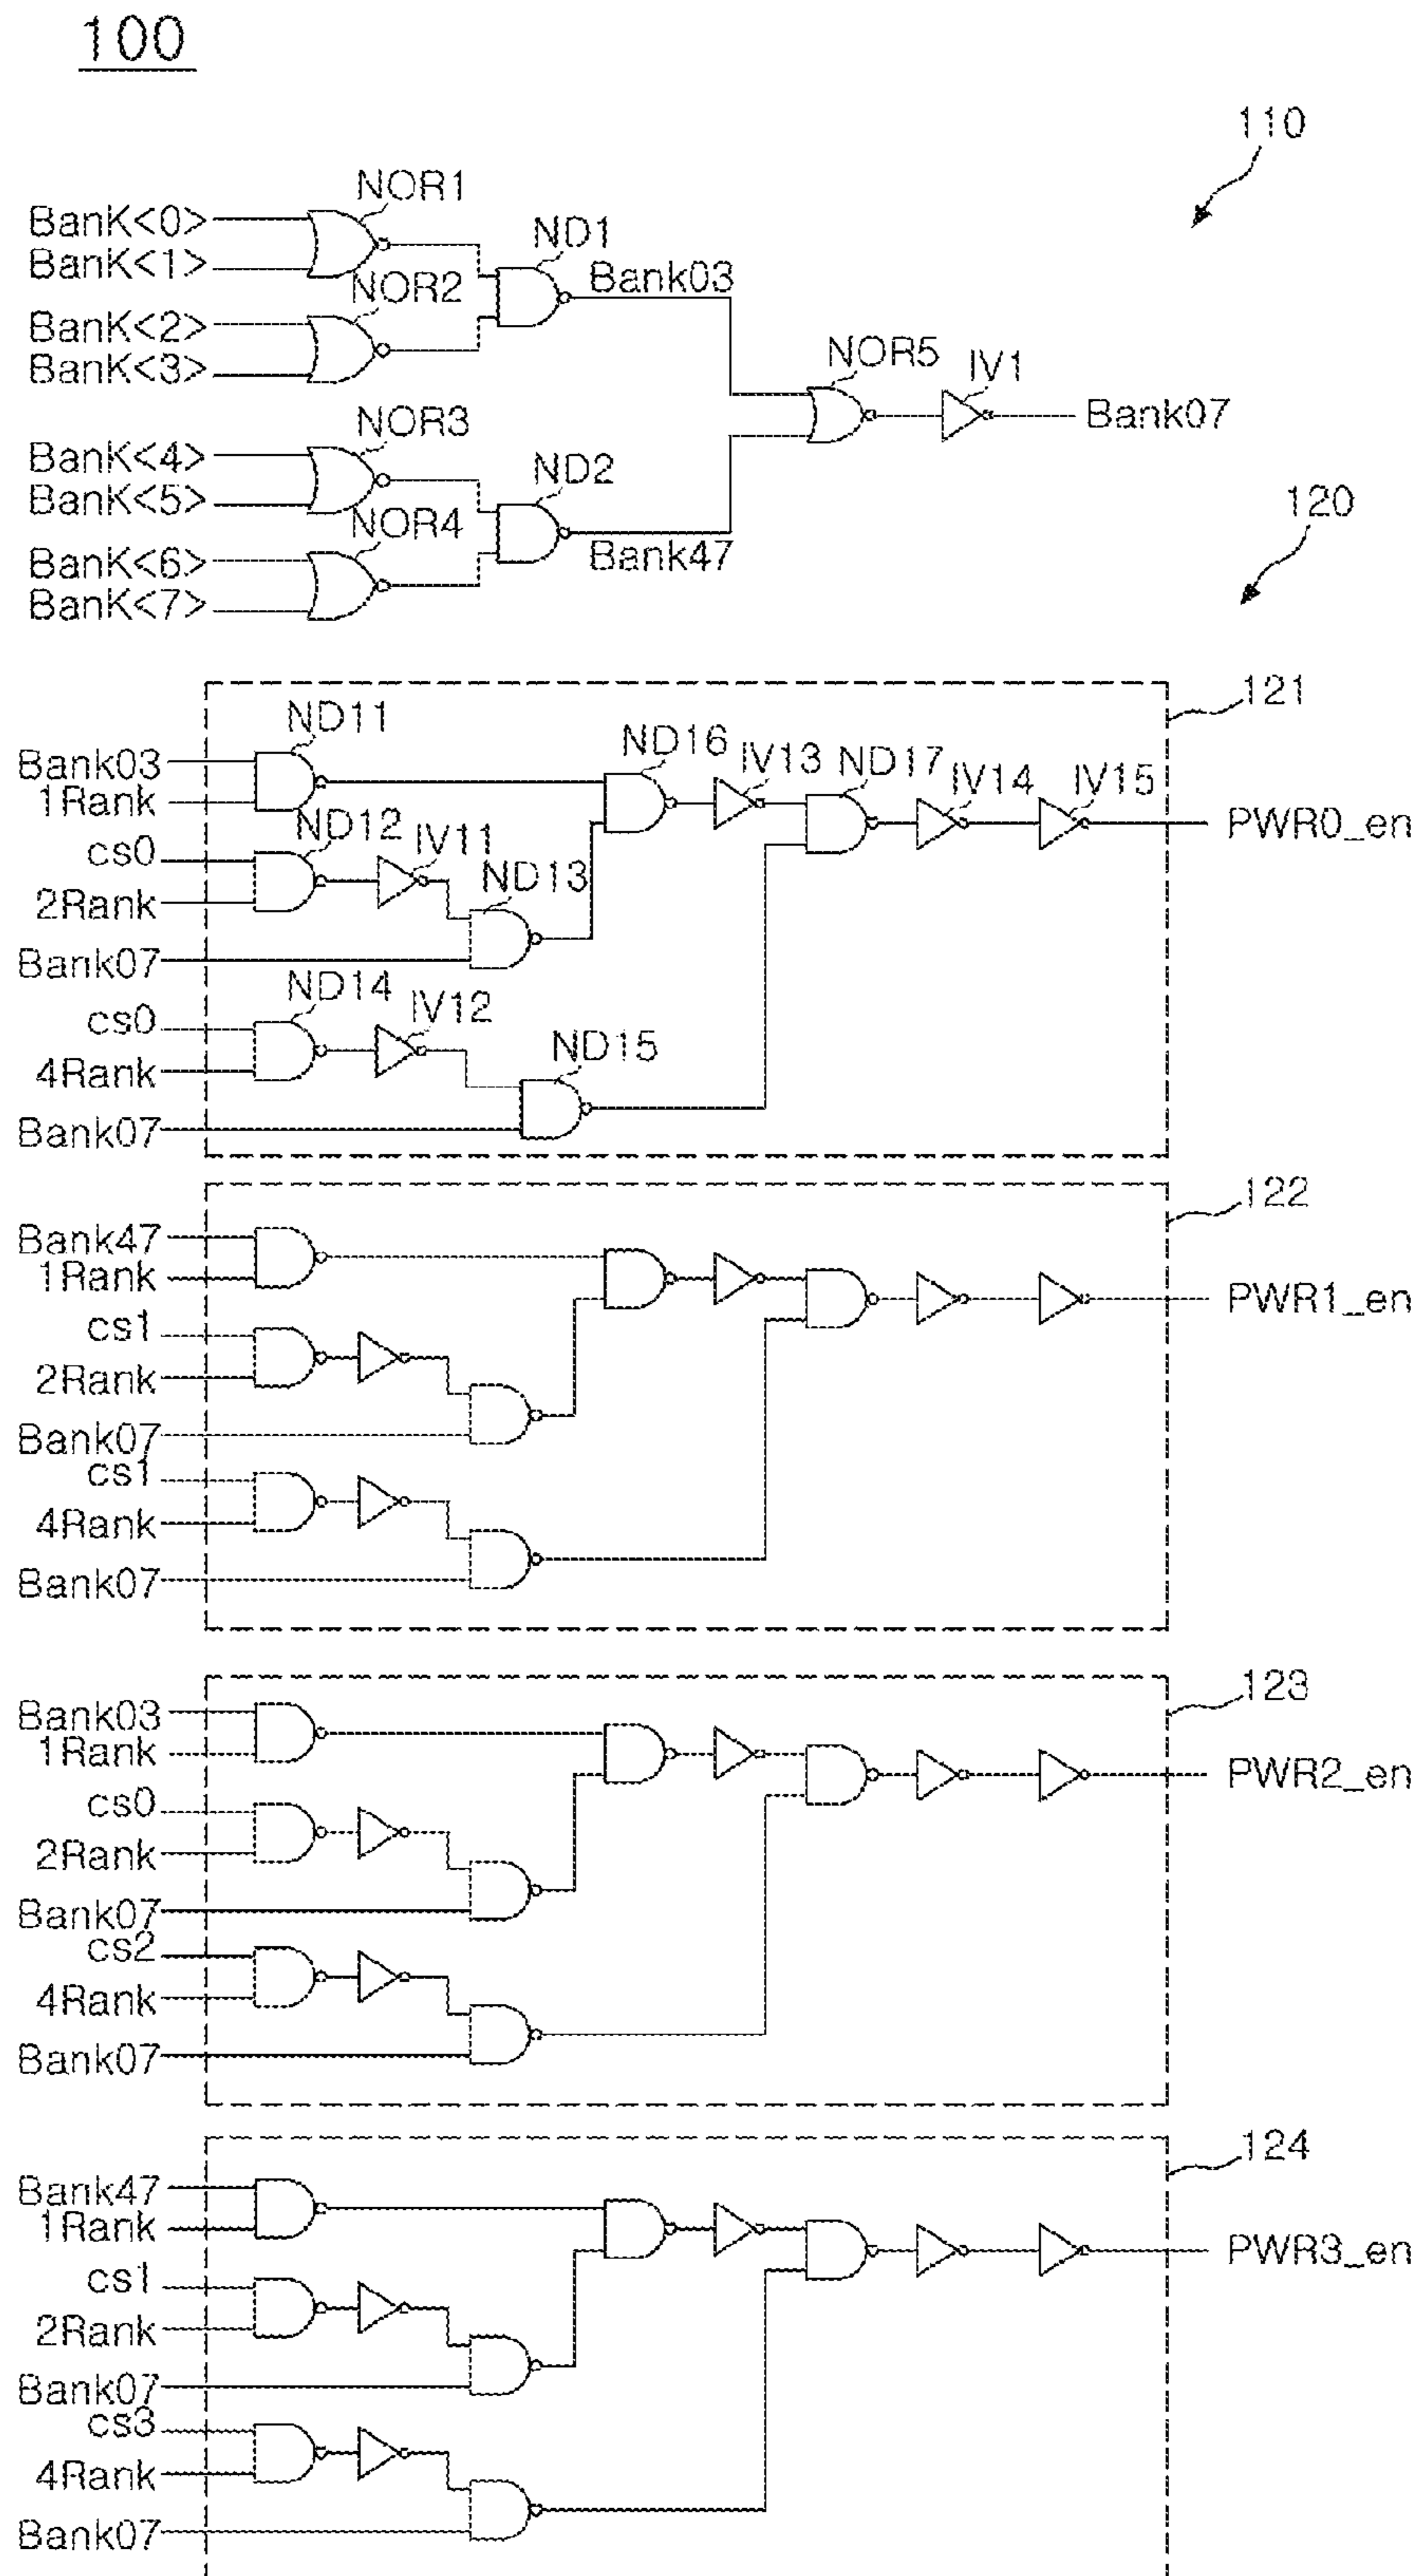 100
110
BanK<0>
BanK<1>
BanK<2>
BanK<3>
NOR1
NOR2
ND1
Bank03
BanK<4>
BanK<5>
BanK<6>
BanK<7>
NOR3
NOR4
ND2
Bank47
NOR5
IV1
Bank07
120
121
Bank03
1Rank
cs0
2Rank
Bank07
cs0
4Rank
Bank07
ND11
ND12
IV11
ND13
ND14
IV12
ND15
ND16
IV13
ND17
IV14
IV15
PWR0_en
122
Bank47
1Rank
cs1
2Rank
Bank07
cs1
4Rank
Bank07
PWR1_en
123
Bank03
1Rank
cs0
2Rank
Bank07
cs2
4Rank
Bank07
PWR2_en
124
Bank47
1Rank
cs1
2Rank
Bank07
cs3
4Rank
Bank07
PWR3_en